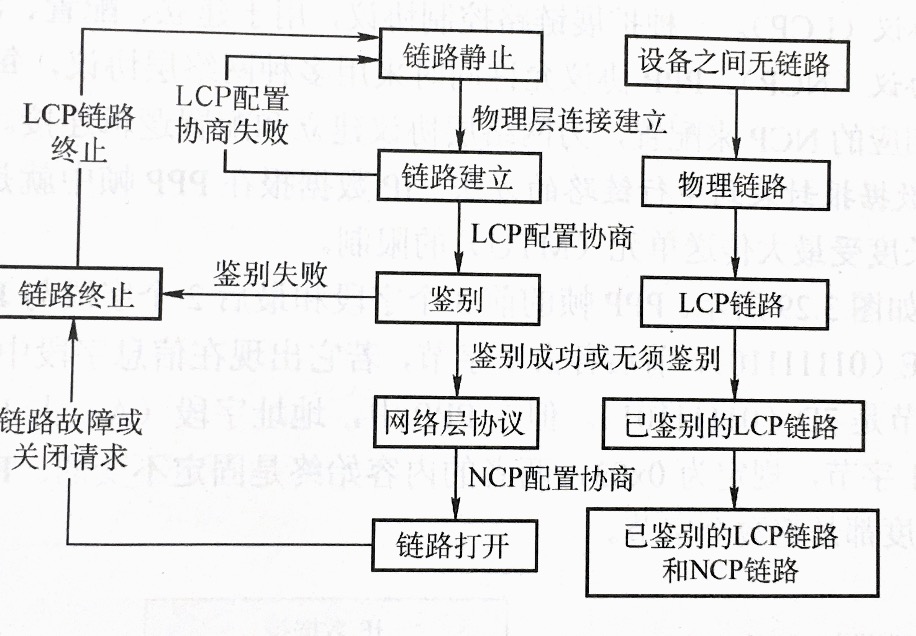 链路静止
设备之间无链路
LCP链路
终止
LCP配置
协商失败
物理层连接建立
链路建立
物理链路
LCP配置协商
鉴别失败
链路终止
鉴别
LCP链路
鉴别成功或无须鉴别
链路故障或
关闭请求
网络层协议
已鉴别的LCP链路
NCP配置协商
链路打开
已鉴别的LCP链路
和NCP链路